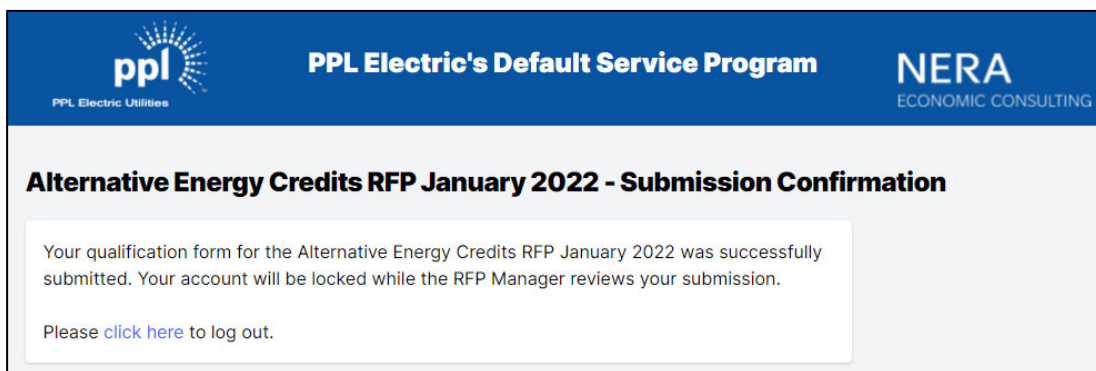 ppl
PPL Electric Utilities
PPL Electric's Default Service Program
NERA
ECONOMIC CONSULTING
Alternative Energy Credits RFP January 2022 - Submission Confirmation
Your qualification form for the Alternative Energy Credits RFP January 2022 was successfully
submitted. Your account will be locked while the RFP Manager reviews your submission.
Please click here to log out.